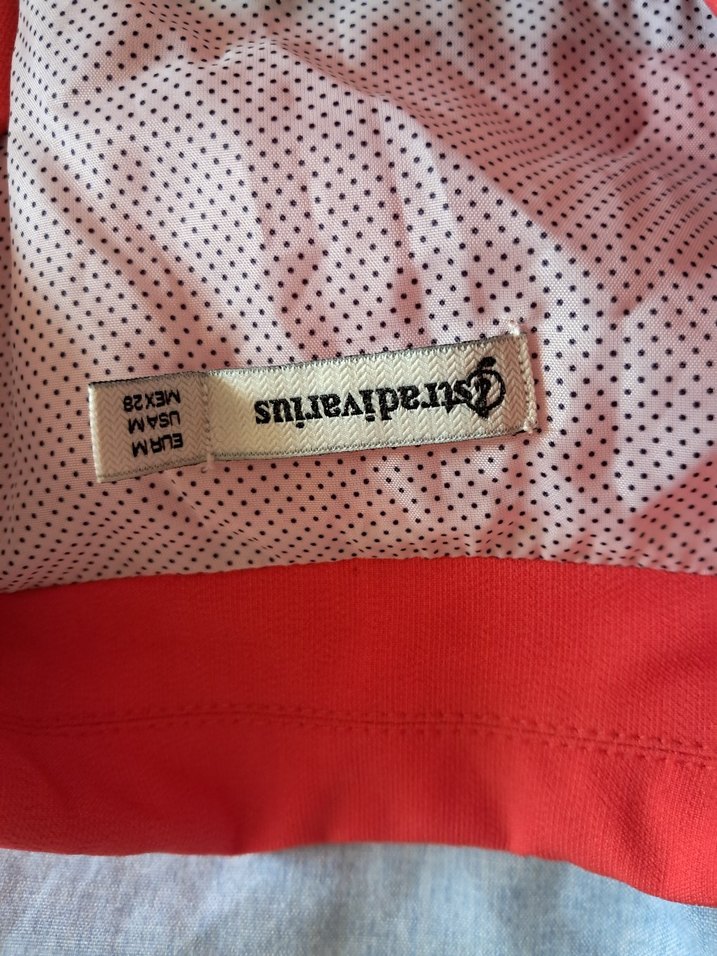 stradivarius
EUR M
USA M
MEX 28